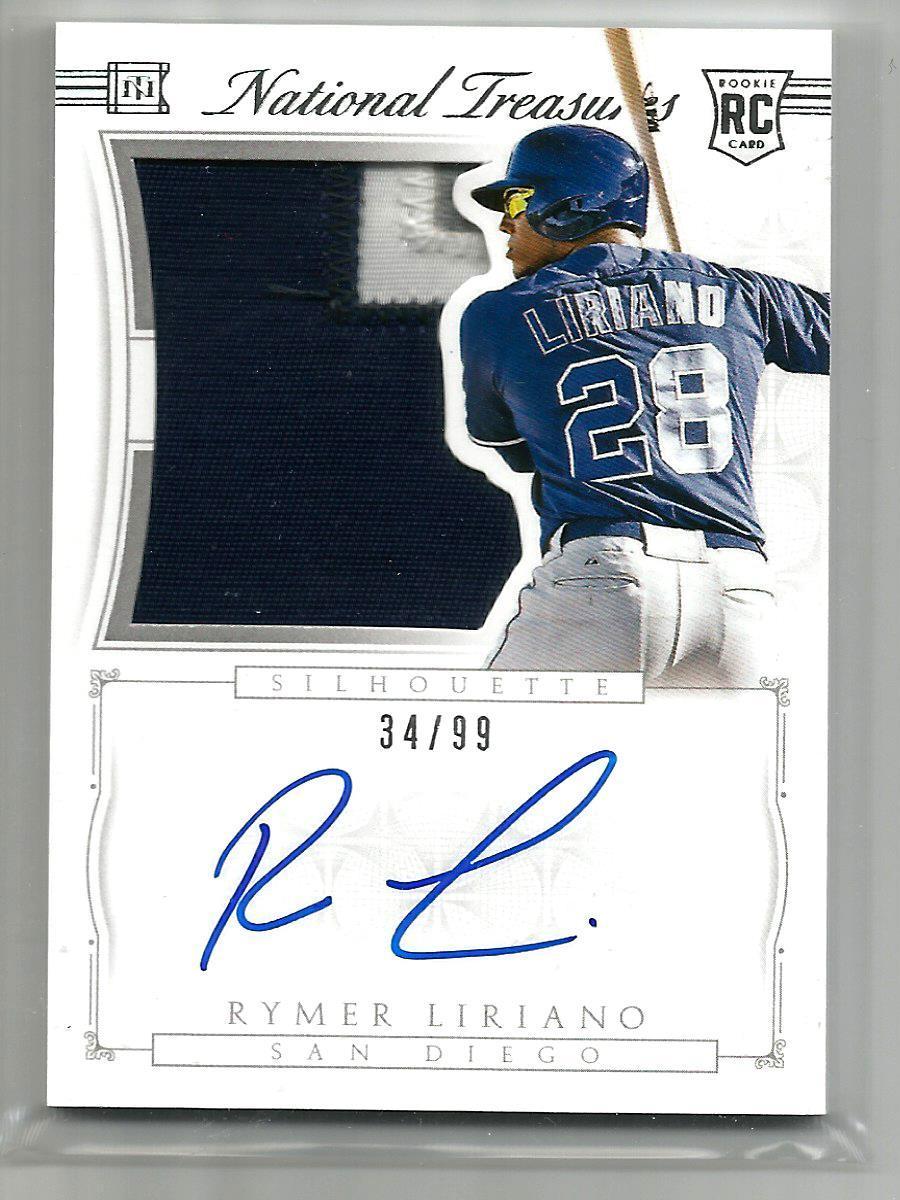 NT
National Treasures
ROOKIE
RC
CARD
LIRIANO
28
SILHOUETTE
34/99
R L.
RYMER LIRIANO
SAN DIEGO